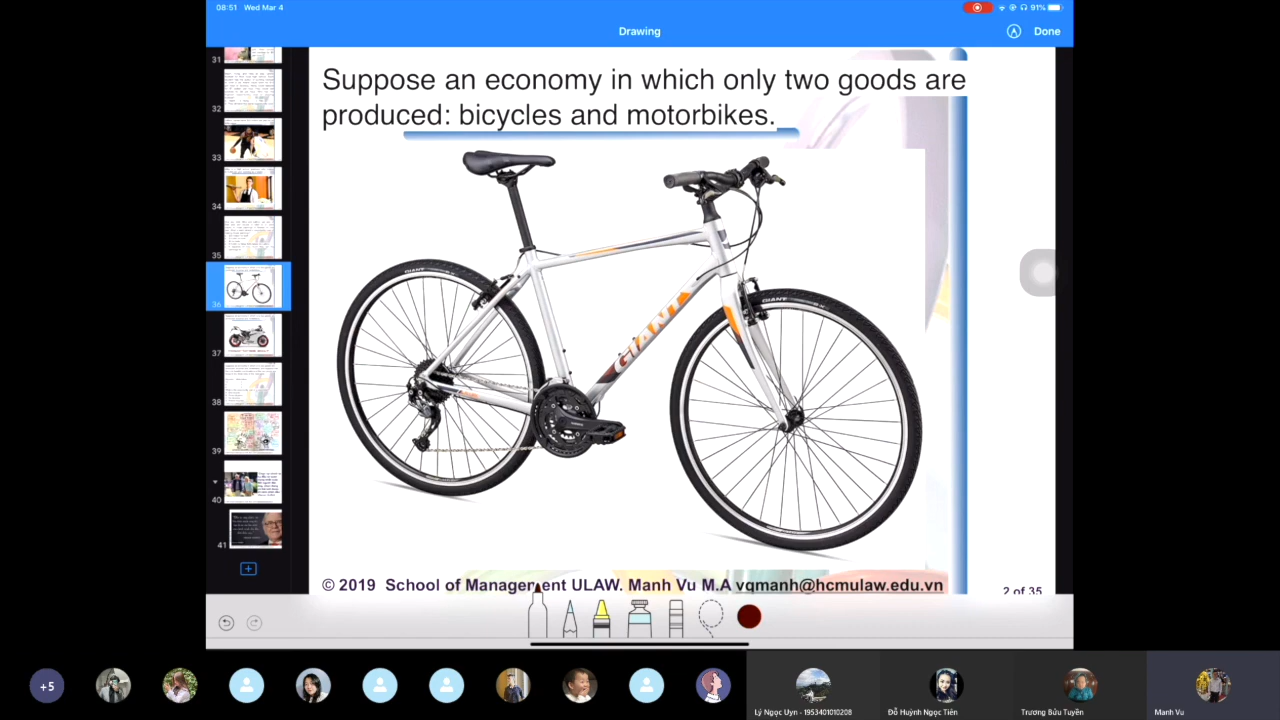 08:51 Wed Mar 4
91%
Drawing
Done
Suppose an economy in which only two goods are
produced: bicycles and motorbikes.
GIANT
GIANT
GIANT
© 2019 School of Management ULAW. Manh Vu M.A vqmanh@hcmulaw.edu.vn
2 of 35
31
32
33
34
35
36
37
38
39
40
41
+5
Lý Ngọc Uyn - 1953401010208
Đỗ Huỳnh Ngọc Tiên
Trương Bửu Tuyền
Manh Vu